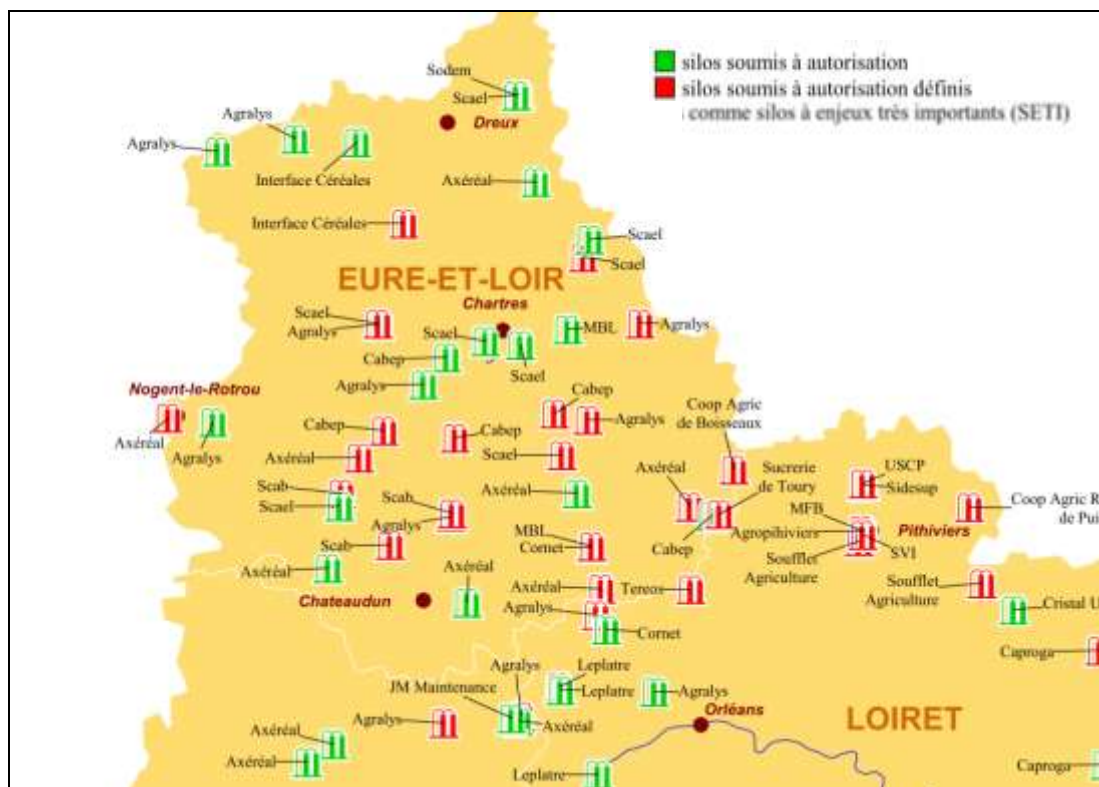 silos soumis à autorisation
silos soumis à autorisation définis
comme silos à enjeux très importants (SETI)
Sodem
Scael
Dreux
Agralys
Agralys
Interface Céréales
Axéréal
Interface Céréales
Scael
Scael
EURE-ET-LOIR
Chartres
Scael
Agralys
Scael
MBL
Agralys
Cabep
Scael
Agralys
Nogent-le-Rotrou
Axéréal
Agralys
Cabep
Agralys
Coop Agric
de Boisseaux
Cabep
Cabep
Axéréal
Scael
Axéréal
Sucrerie
de Toury
USCP
Sidesup
Scab
Scael
Scab
Agralys
Axéréal
MFB
Coop Agric R
de Pui
Agropihiviers
Pithiviers
Scab
MBL
Cornet
Cabep
Soufflet
Agriculture
SVI
Axéréal
Axéréal
Chateaudun
Axéréal
Agralys
Tereos
Soufflet
Agriculture
Cristal U
Cornet
Caproga
Agralys
Leplatre
Leplatre
JM Maintenance
Agralys
Agralys
Axéréal
Orléans
LOIRET
Axéréal
Axéréal
Leplatre
Caproga